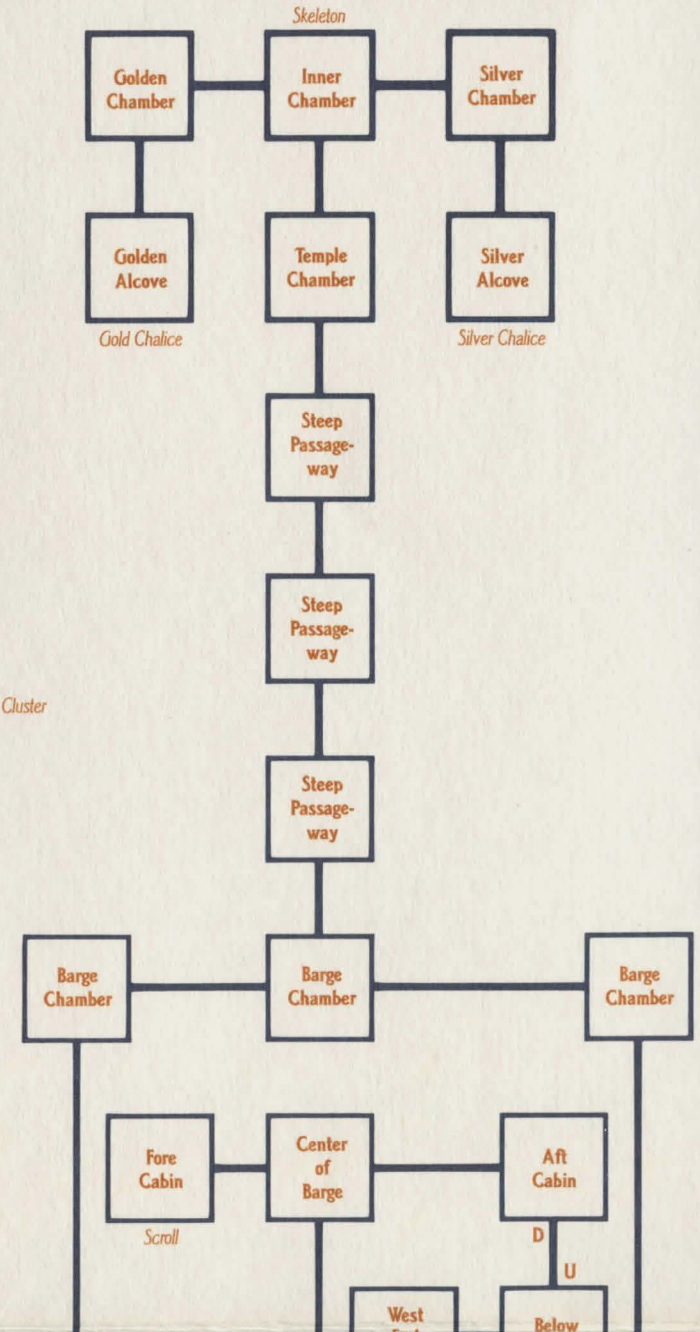 Skeleton
Golden
Chamber
Inner
Chamber
Silver
Chamber
Golden
Alcove
Temple
Chamber
Silver
Alcove
Gold Chalice
Silver Chalice
Steep
Passage-
way
Steep
Passage-
way
Cluster
Steep
Passage-
way
Barge
Chamber
Barge
Chamber
Barge
Chamber
Fore
Cabin
Center
of
Barge
Aft
Cabin
Scroll
D
U
West
Below